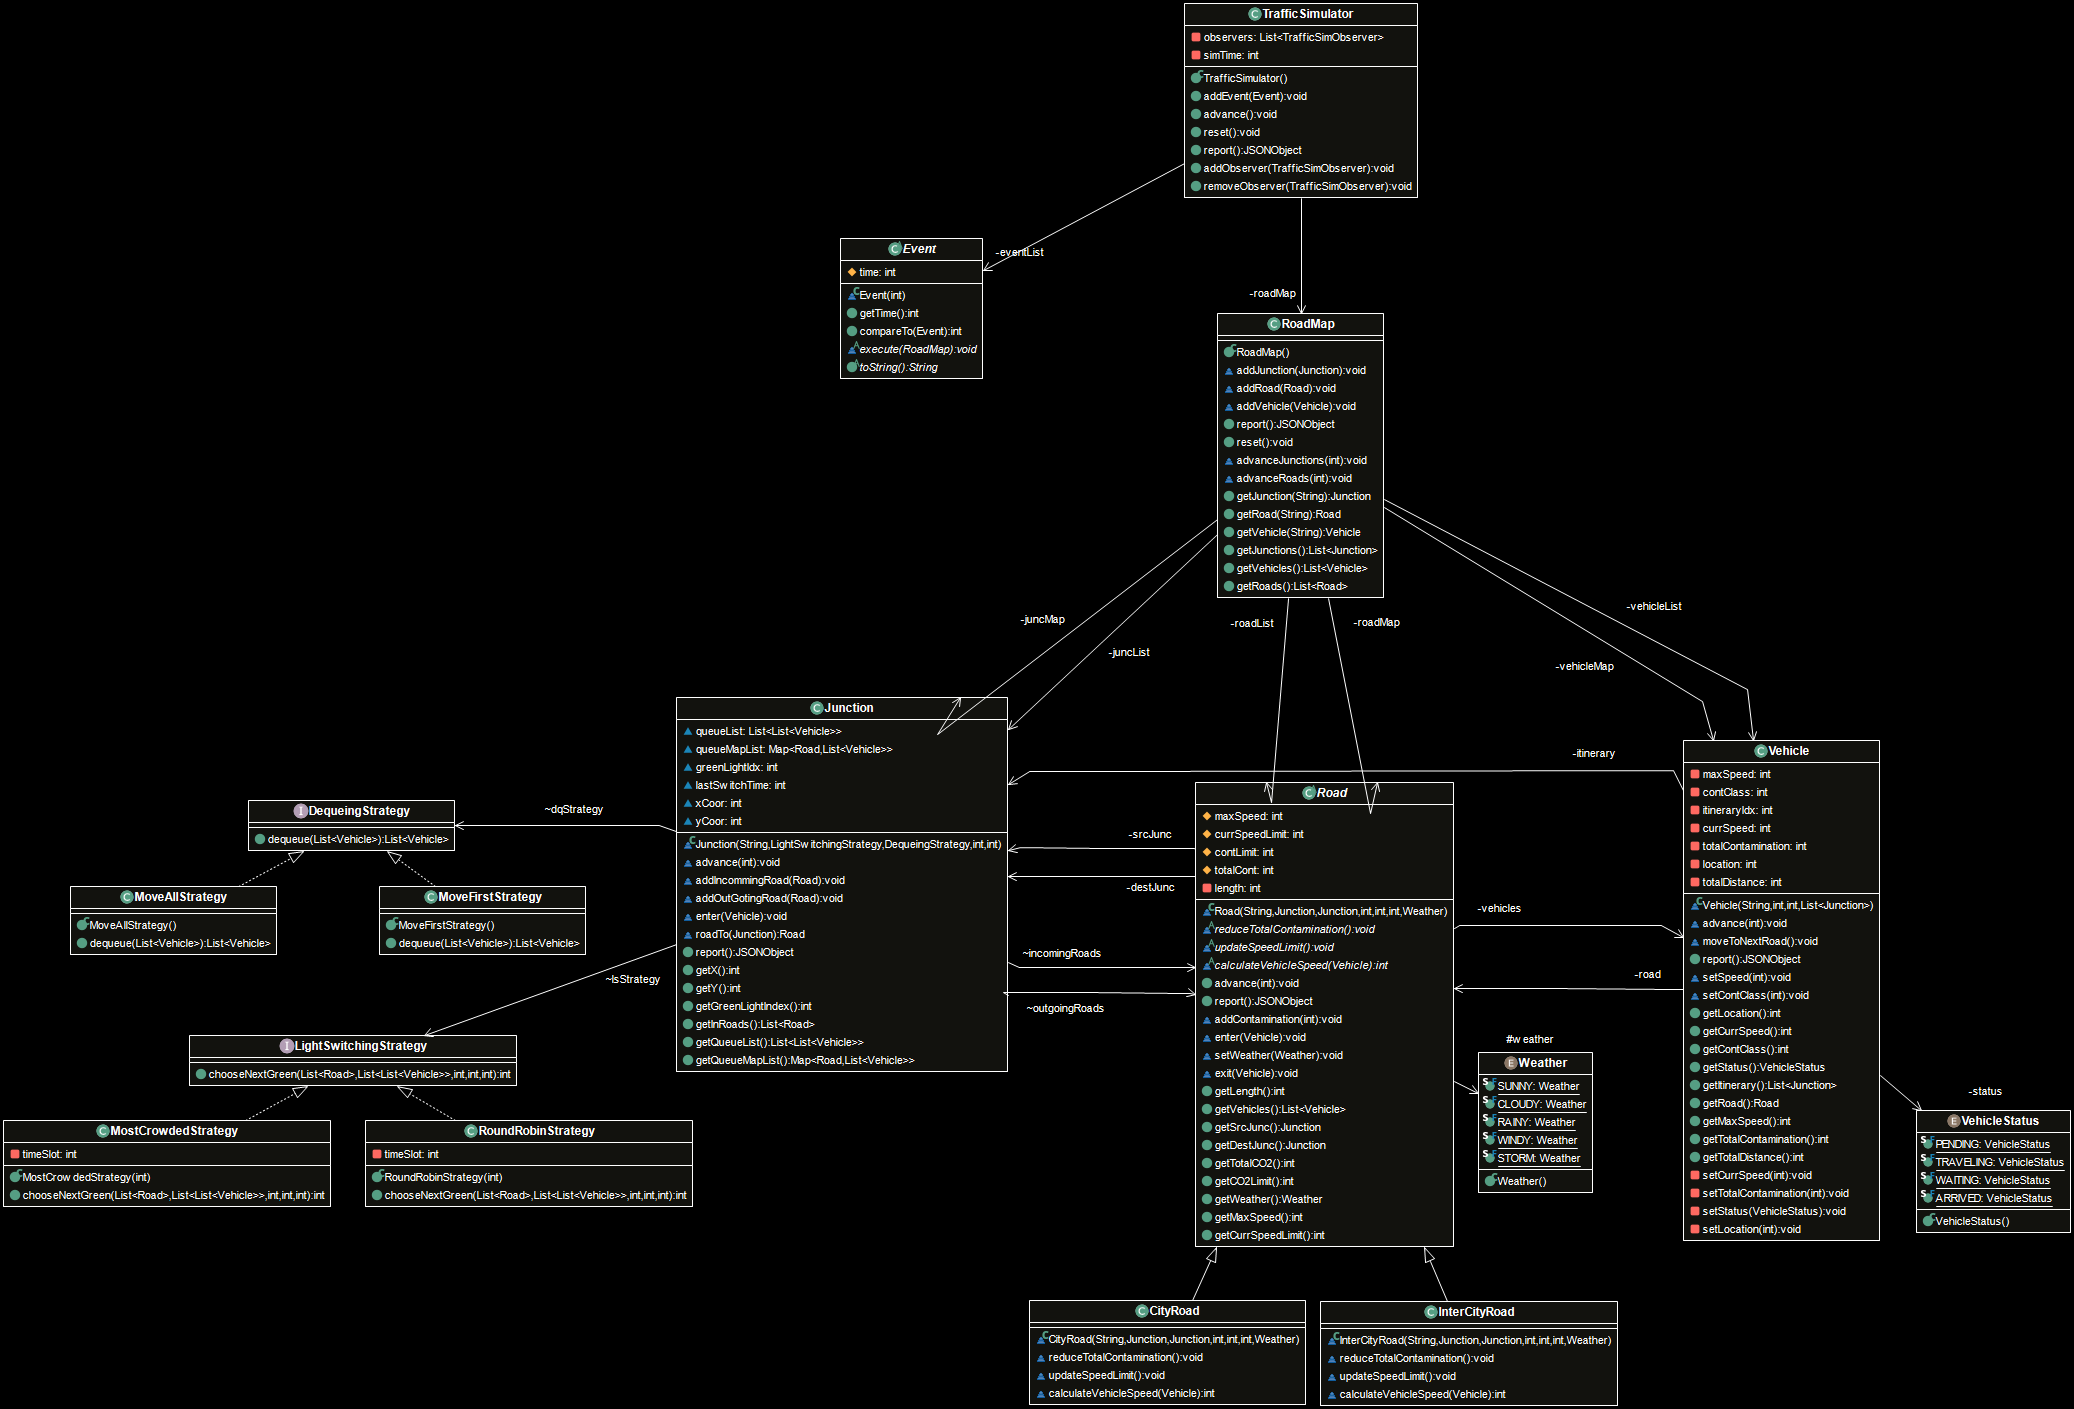 TrafficSimulator
observers: List<TrafficSimObserver>
simTime: int
TrafficSimulator()
addEvent(Event):void
advance():void
reset():void
report():JSONObject
addObserver(TrafficSimObserver):void
removeObserver(TrafficSimObserver):void
-eventList
-roadMap
Event
time: int
Event(int)
getTime():int
compareTo(Event):int
execute(RoadMap):void
toString():String
RoadMap
RoadMap()
addJunction(Junction):void
addRoad(Road):void
addVehicle(Vehicle):void
report():JSONObject
reset():void
advanceJunctions(int):void
advanceRoads(int):void
getJunction(String):Junction
getRoad(String):Road
getVehicle(String):Vehicle
getJunctions():List<Junction>
getVehicles():List<Vehicle>
getRoads():List<Road>
-juncMap
-juncList
-roadList
-roadMap
-vehicleList
-vehicleMap
Junction
queueList: List<List<Vehicle>>
queueMapList: Map<Road,List<Vehicle>>
greenLightIdx: int
lastSwitchTime: int
xCoor: int
yCoor: int
Junction(String,LightSwitchingStrategy,DequeingStrategy,int,int)
advance(int):void
addIncommingRoad(Road):void
addOutGotingRoad(Road):void
enter(Vehicle):void
roadTo(Junction):Road
report():JSONObject
getX():int
getY():int
getGreenLightIndex():int
getInRoads():List<Road>
getQueueList():List<List<Vehicle>>
getQueueMapList():Map<Road,List<Vehicle>>
~dqStrategy
~lsStrategy
DequeingStrategy
dequeue(List<Vehicle>):List<Vehicle>
MoveAllStrategy
MoveAllStrategy()
dequeue(List<Vehicle>):List<Vehicle>
MoveFirstStrategy
MoveFirstStrategy()
dequeue(List<Vehicle>):List<Vehicle>
LightSwitchingStrategy
chooseNextGreen(List<Road>,List<List<Vehicle>>,int,int,int):int
MostCrowdedStrategy
timeSlot: int
MostCrowdedStrategy(int)
chooseNextGreen(List<Road>,List<List<Vehicle>>,int,int,int):int
RoundRobinStrategy
timeSlot: int
RoundRobinStrategy(int)
chooseNextGreen(List<Road>,List<List<Vehicle>>,int,int,int):int
-itinerary
-srcJunc
-destJunc
~incomingRoads
~outgoingRoads
Road
maxSpeed: int
currSpeedLimit: int
contLimit: int
totalCont: int
length: int
Road(String,Junction,Junction,int,int,int,Weather)
reduceTotalContamination():void
updateSpeedLimit():void
calculateVehicleSpeed(Vehicle):int
advance(int):void
report():JSONObject
addContamination(int):void
enter(Vehicle):void
setWeather(Weather):void
exit(Vehicle):void
getLength():int
getVehicles():List<Vehicle>
getSrcJunc():Junction
getDestJunc():Junction
getTotalCO2():int
getCO2Limit():int
getWeather():Weather
getMaxSpeed():int
getCurrSpeedLimit():int
-vehicles
-road
#weather
Weather
SUNNY: Weather
CLOUDY: Weather
RAINY: Weather
WINDY: Weather
STORM: Weather
Weather()
Vehicle
maxSpeed: int
contClass: int
itineraryIdx: int
currSpeed: int
totalContamination: int
location: int
totalDistance: int
Vehicle(String,int,int,List<Junction>)
advance(int):void
moveToNextRoad():void
report():JSONObject
setSpeed(int):void
setContClass(int):void
getLocation():int
getCurrSpeed():int
getContClass():int
getStatus():VehicleStatus
getItinerary():List<Junction>
getRoad():Road
getMaxSpeed():int
getTotalContamination():int
getTotalDistance():int
setCurrSpeed(int):void
setTotalContamination(int):void
setStatus(VehicleStatus):void
setLocation(int):void
-status
VehicleStatus
PENDING: VehicleStatus
TRAVELING: VehicleStatus
WAITING: VehicleStatus
ARRIVED: VehicleStatus
VehicleStatus()
CityRoad
CityRoad(String,Junction,Junction,int,int,int,Weather)
reduceTotalContamination():void
updateSpeedLimit():void
calculateVehicleSpeed(Vehicle):int
InterCityRoad
InterCityRoad(String,Junction,Junction,int,int,int,Weather)
reduceTotalContamination():void
updateSpeedLimit():void
calculateVehicleSpeed(Vehicle):int